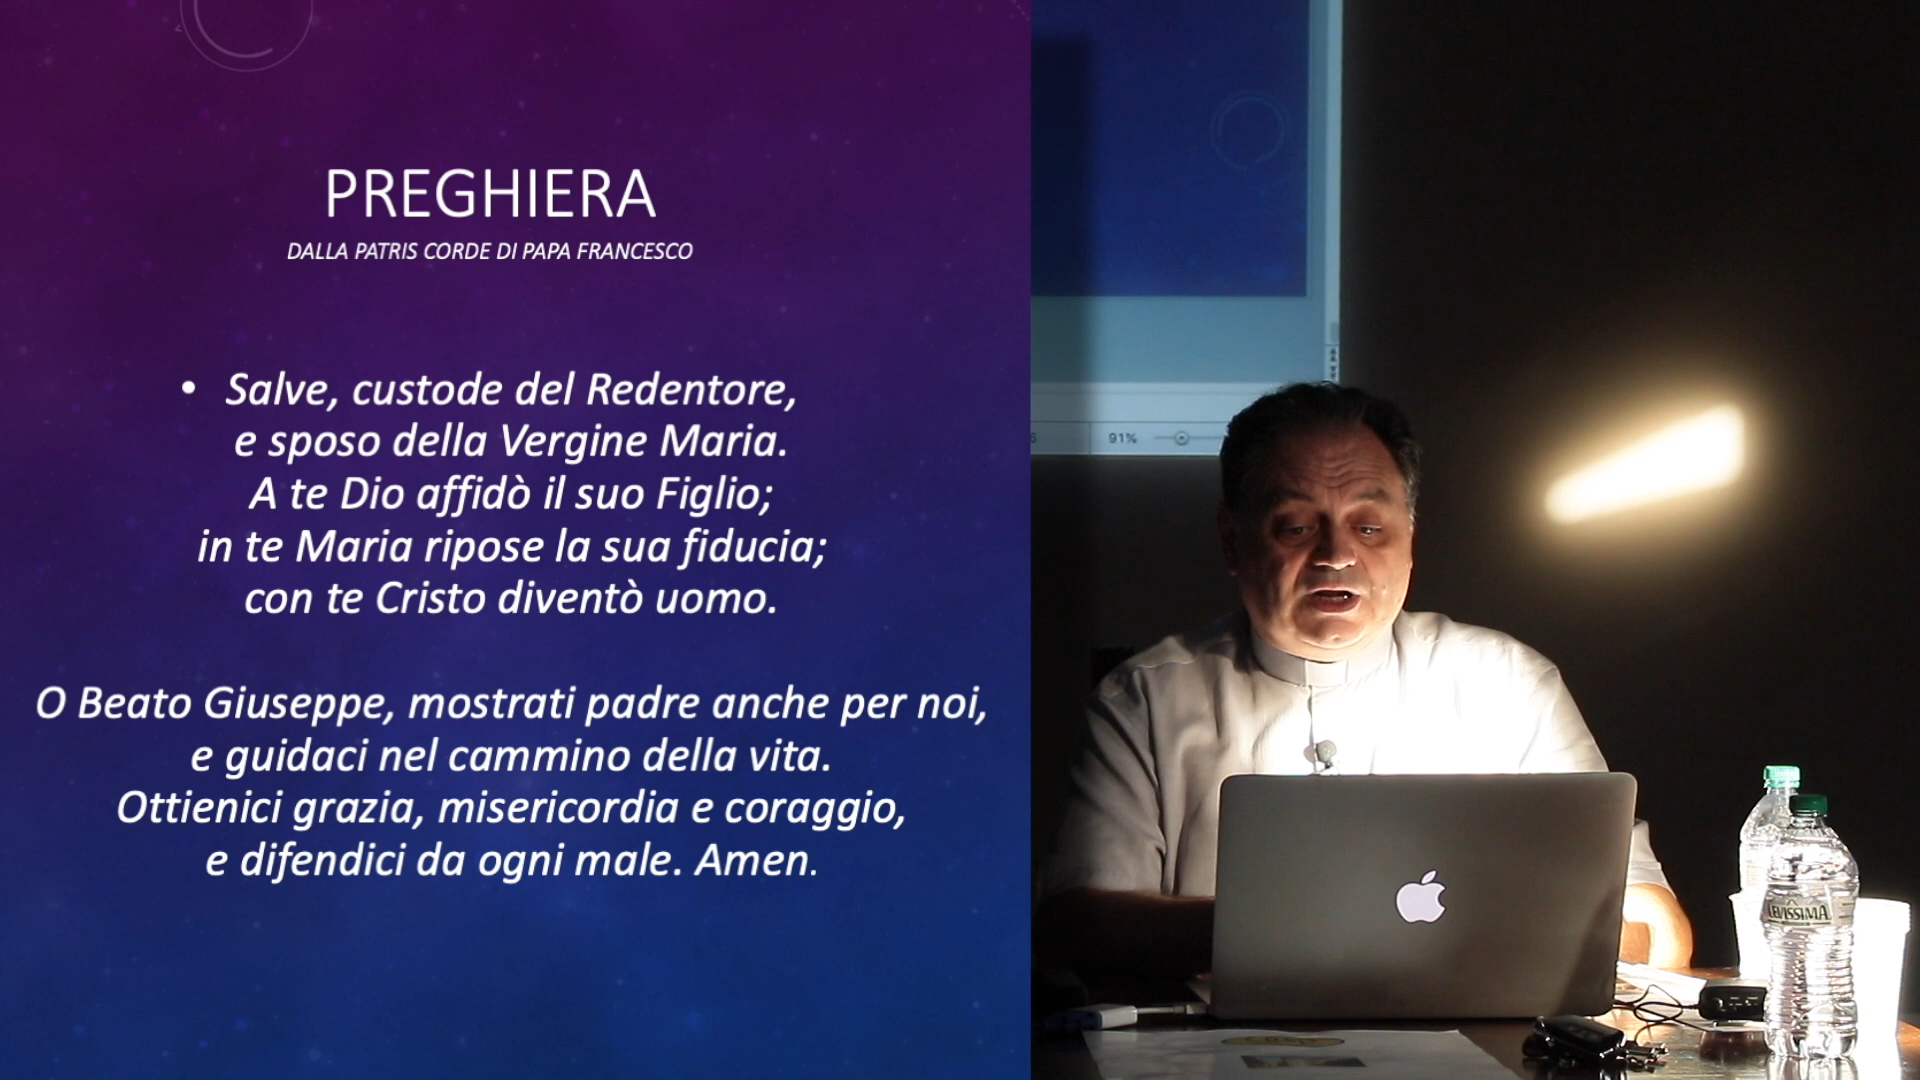 PREGHIERA
DALLA PATRIS CORDE DI PAPA FRANCESCO
• Salve, custode del Redentore,
e sposo della Vergine Maria.
A te Dio affidò il suo Figlio;
in te Maria ripose la sua fiducia;
con te Cristo diventò uomo.
O Beato Giuseppe, mostrati padre anche per noi,
e guidaci nel cammino della vita.
Ottienici grazia, misericordia e coraggio,
e difendici da ogni male. Amen.
91%
LEVISSIMA